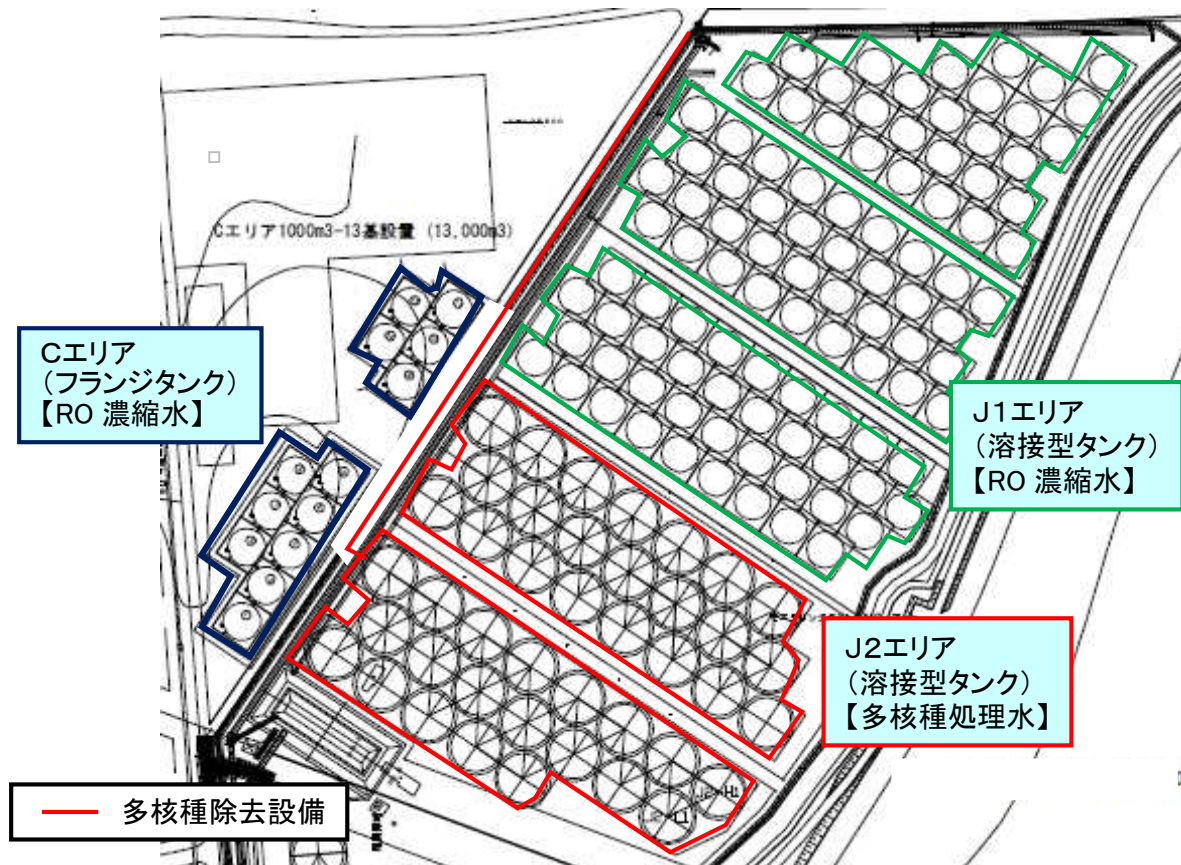 Cエリア1000m3-13基設置 (13,000m3)
Cエリア
（フランジタンク）
【RO 濃縮水】
J1エリア
（溶接型タンク）
【RO 濃縮水】
J2エリア
（溶接型タンク）
【多核種処理水】
多核種除去設備